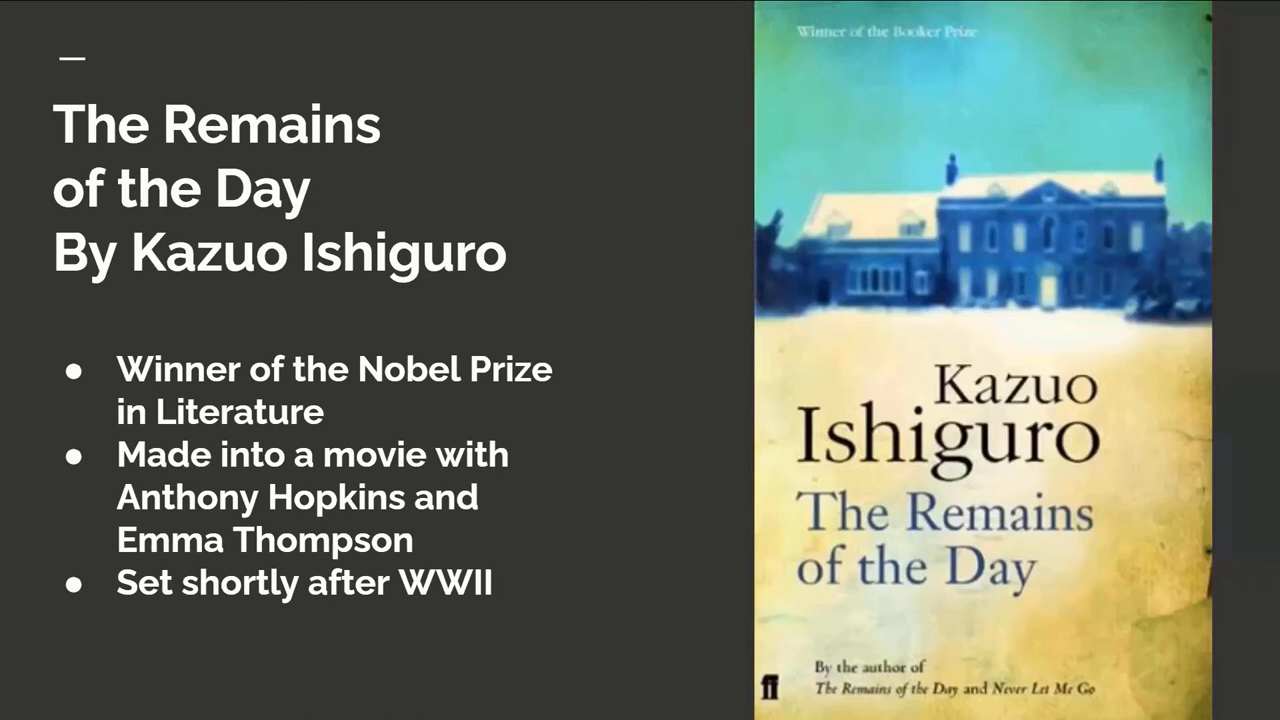 The Remains
of the Day
By Kazuo Ishiguro
● Winner of the Nobel Prize
in Literature
● Made into a movie with
Anthony Hopkins and
Emma Thompson
● Set shortly after WWII
Winner of the Booker Prize
Kazuo
Ishiguro
The Remains
of the Day
By the author of
The Remains of the Day and Never Let Me Go
ff